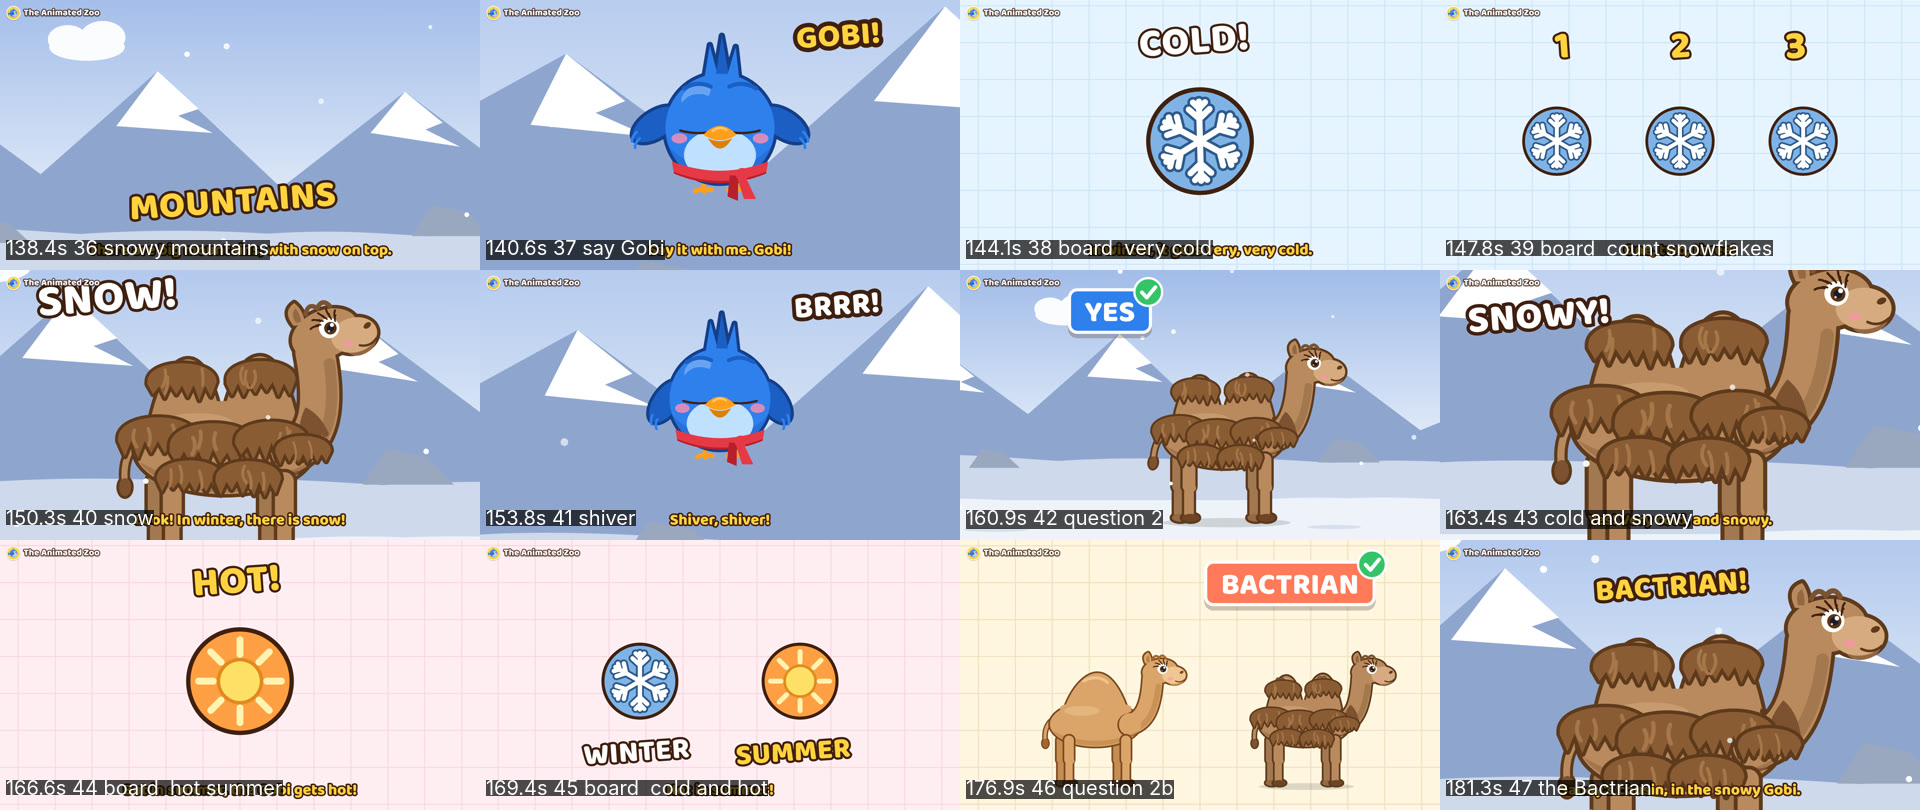 The Animated Zoo
MOUNTAINS
with snow on top.
138.4s 36 snowy mountains
The Animated Zoo
GOBI!
y it with me. Gobi!
140.6s 37 say Gobi
The Animated Zoo
COLD!
ery, very cold.
144.1s 38 board very cold
The Animated Zoo
1 2 3
147.8s 39 board count snowflakes
The Animated Zoo
SNOW!
ok! In winter, there is snow!
150.3s 40 snow
The Animated Zoo
BRRR!
Shiver, shiver!
153.8s 41 shiver
The Animated Zoo
YES
160.9s 42 question 2
The Animated Zoo
SNOWY!
and snowy.
163.4s 43 cold and snowy
The Animated Zoo
HOT!
i gets hot!
166.6s 44 board hot summer
The Animated Zoo
WINTER SUMMER
169.4s 45 board cold and hot
The Animated Zoo
BACTRIAN
176.9s 46 question 2b
The Animated Zoo
BACTRIAN!
in, in the snowy Gobi.
181.3s 47 the Bactrian